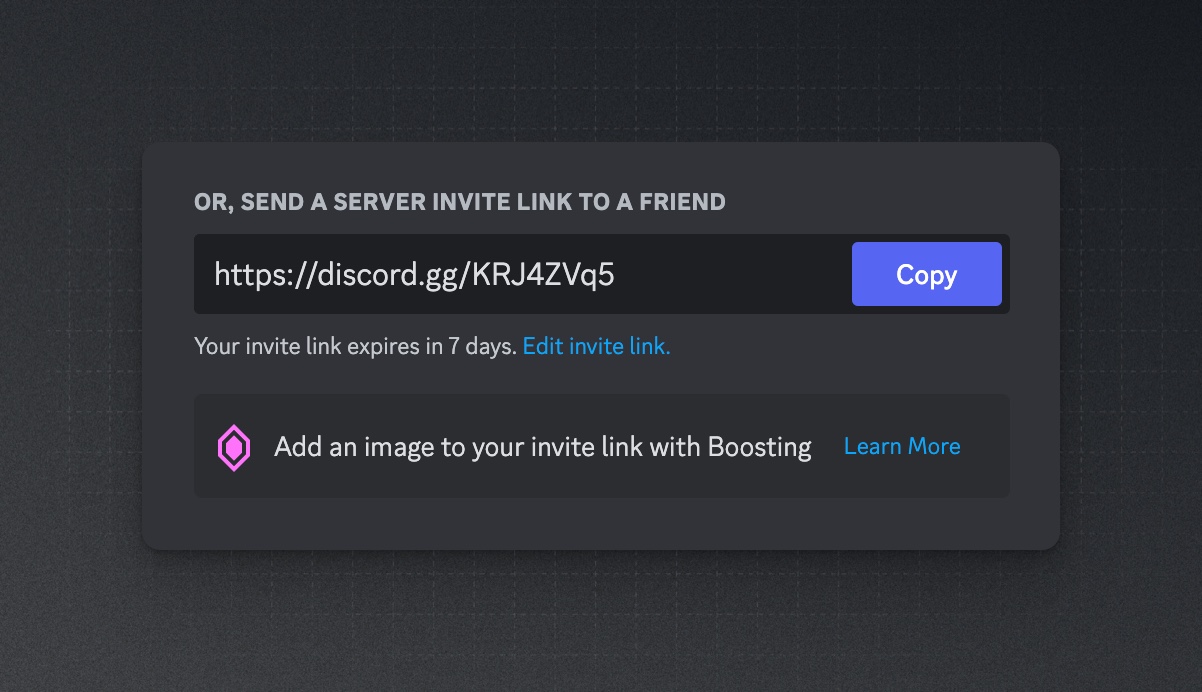 OR, SEND A SERVER INVITE LINK TO A FRIEND
https://discord.gg/KRJ4ZVq5
Copy
Your invite link expires in 7 days. Edit invite link.
Add an image to your invite link with Boosting
Learn More